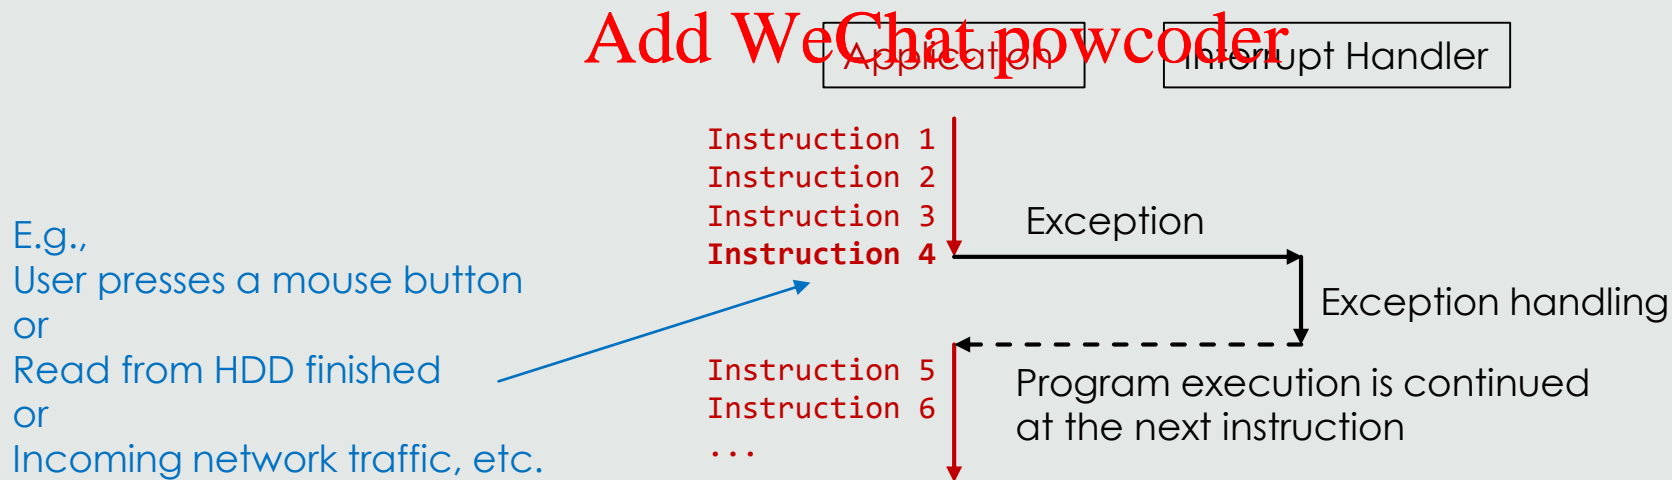 Add WeChat powcoder
Application
Interrupt Handler
Instruction 1
Instruction 2
Instruction 3
Instruction 4
Exception
E.g.,
User presses a mouse button
or
Read from HDD finished
or
Incoming network traffic, etc.
Exception handling
Instruction 5
Instruction 6
...
Program execution is continued
at the next instruction